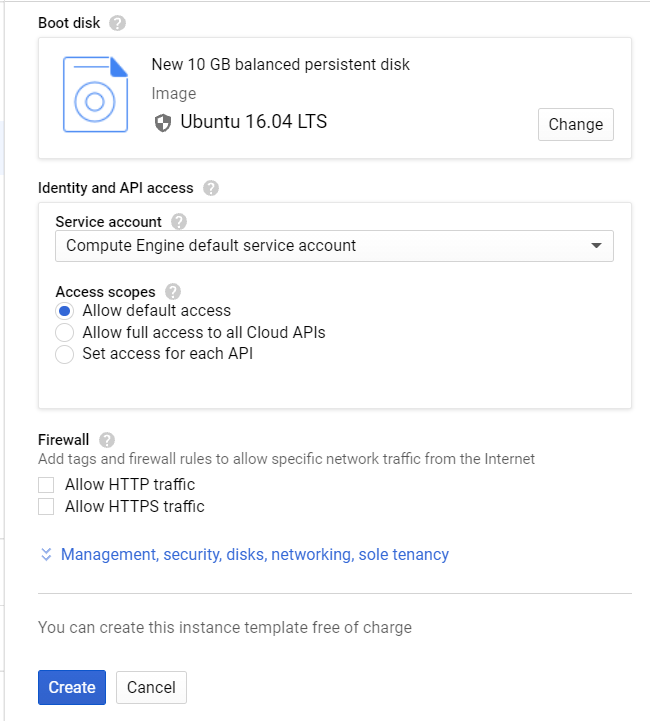 Boot disk ?
New 10 GB balanced persistent disk
Image
Ubuntu 16.04 LTS
Change
Identity and API access ?
Service account ?
Compute Engine default service account
Access scopes ?
Allow default access
Allow full access to all Cloud APIs
Set access for each API
Firewall ?
Add tags and firewall rules to allow specific network traffic from the Internet
Allow HTTP traffic
Allow HTTPS traffic
Management, security, disks, networking, sole tenancy
You can create this instance template free of charge
Create Cancel